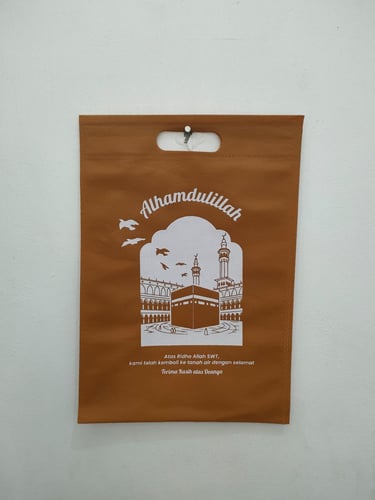 Alhamdulillah
Atas Ridho Allah SWT,
kami telah kembali ke tanah air dengan selamat
Terima Kasih atas Doanya